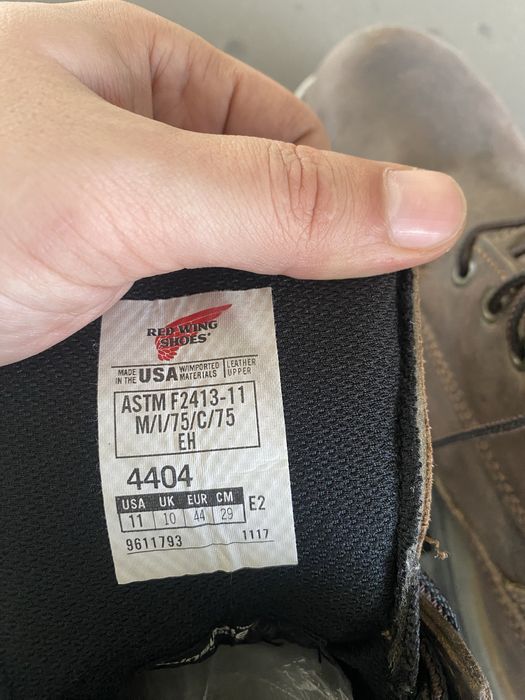 RED WING
SHOES®
MADE IN THE USA W/IMPORTED MATERIALS LEATHER UPPER
ASTM F2413-11
M/I/75/C/75
EH
4404
USA UK EUR CM E2
11 10 44 29
9611793 1117